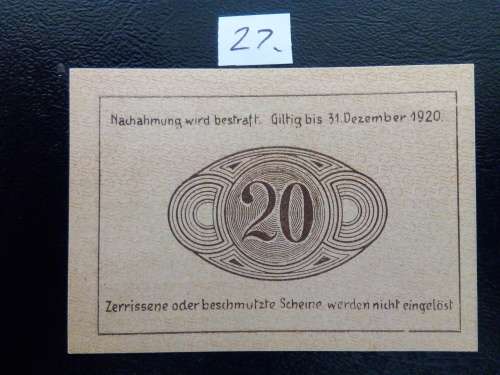 27.
Nachahmung wird bestraft. Giltig bis 31. Dezember 1920.
20
Zerrissene oder beschmutzte Scheine werden nicht eingelöst